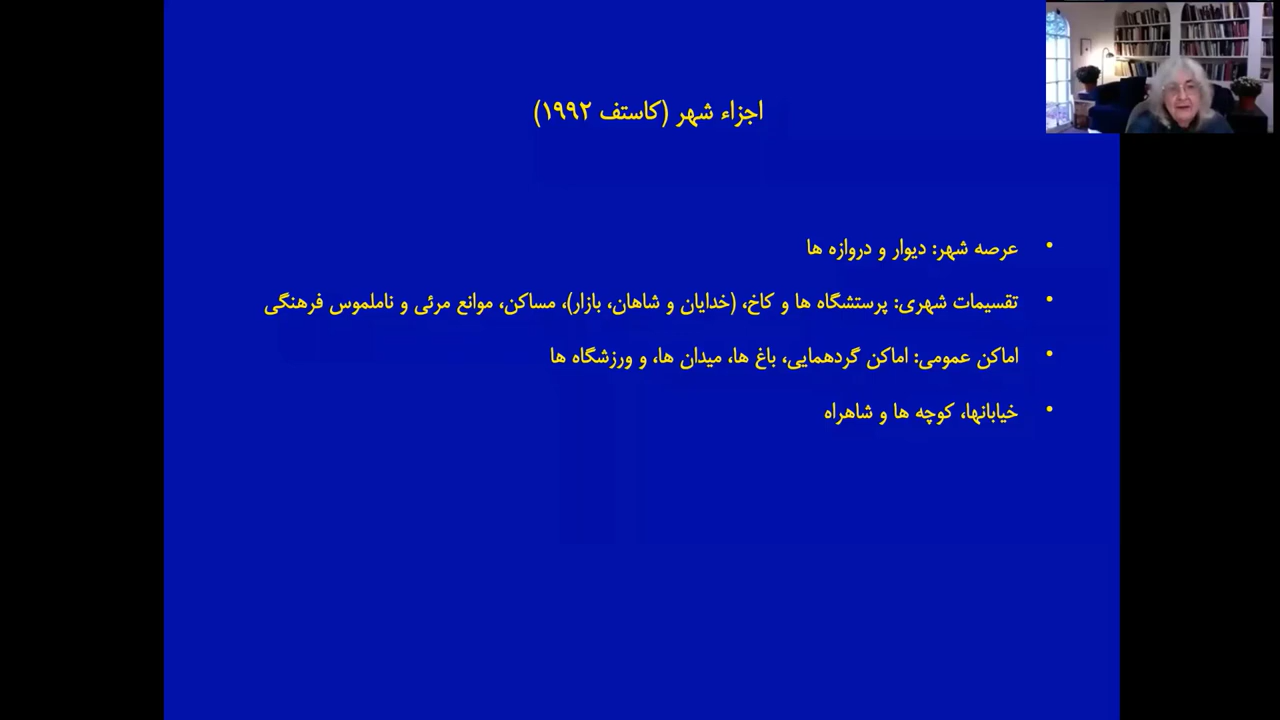 اجزاء شهر (کاستف ۱۹۹۲)
• عرصه شهر: دیوار و دروازه ها
• تقسیمات شهری: پرستشگاه ها و کاخ، (خدایان و شاهان، بازار)، مساکن، موانع مرئی و ناملموس فرهنگی
• اماکن عمومی: اماکن گردهمایی، باغ ها، میدان ها، و ورزشگاه ها
• خیابانها، کوچه ها و شاهراه